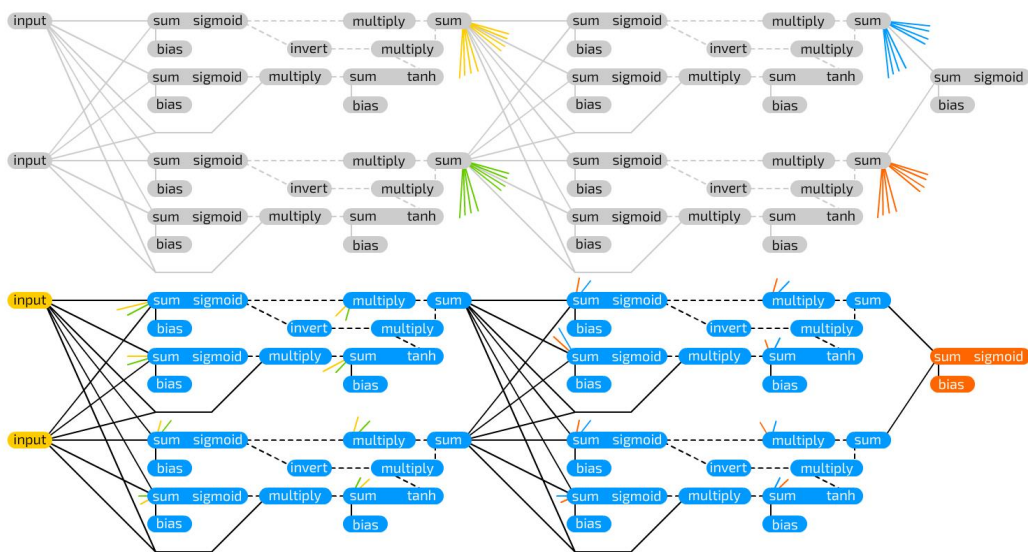 input sum sigmoid multiply sum sum sigmoid multiply sum
bias invert multiply bias invert multiply
sum sigmoid multiply sum tanh sum sigmoid multiply sum tanh sum sigmoid
bias bias bias bias bias
input sum sigmoid multiply sum sum sigmoid multiply sum
bias invert multiply bias invert multiply
sum sigmoid multiply sum tanh sum sigmoid multiply sum tanh
bias bias bias bias
input sum sigmoid multiply sum sum sigmoid multiply sum
bias invert multiply bias invert multiply
sum sigmoid multiply sum tanh sum sigmoid multiply sum tanh sum sigmoid
bias bias bias bias bias
input sum sigmoid multiply sum sum sigmoid multiply sum
bias invert multiply bias invert multiply
sum sigmoid multiply sum tanh sum sigmoid multiply sum tanh
bias bias bias bias